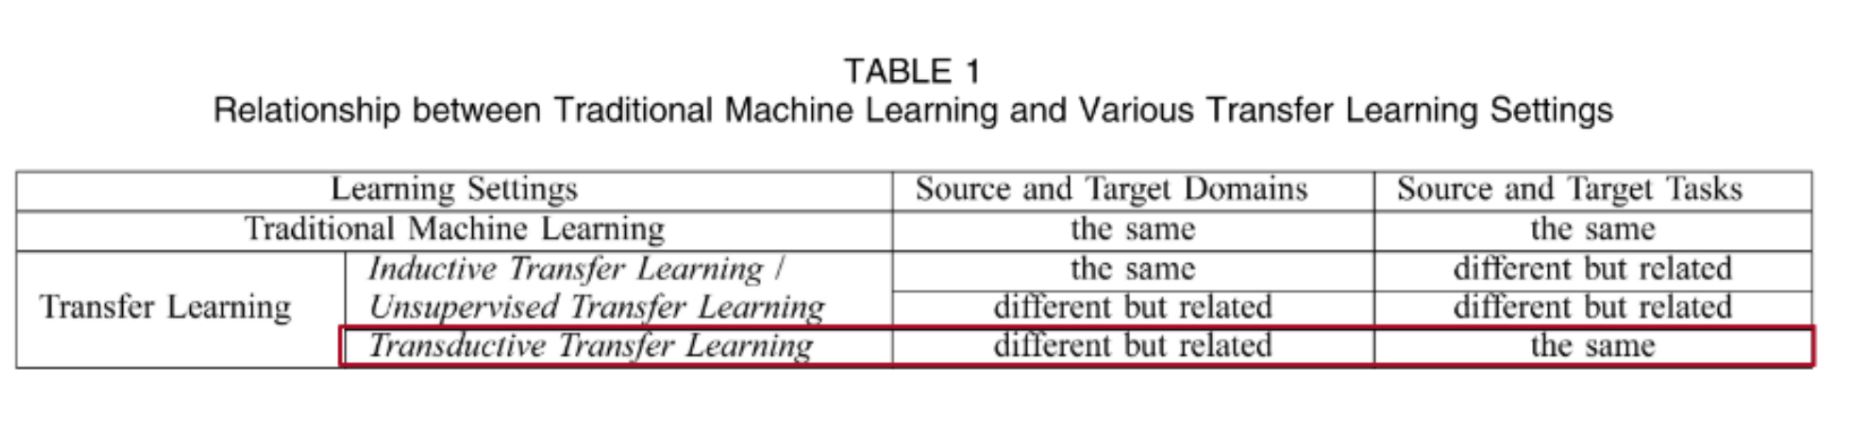 TABLE 1
Relationship between Traditional Machine Learning and Various Transfer Learning Settings
Learning Settings Source and Target Domains Source and Target Tasks
Traditional Machine Learning the same the same
Inductive Transfer Learning / the same different but related
Transfer Learning Unsupervised Transfer Learning different but related different but related
Transductive Transfer Learning different but related the same